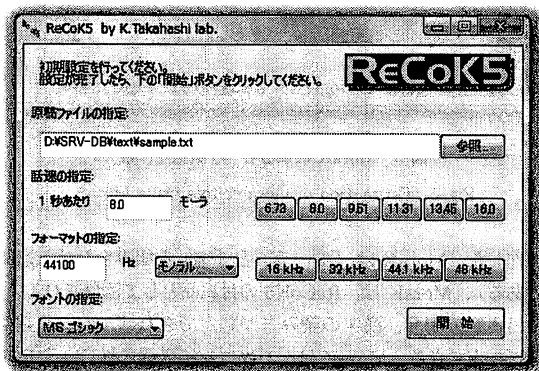 ReCoK5 by K.Takahashi lab.
初期設定を行ってください。
設定が完了したら、下の「開始」ボタンをクリックしてください。
ReCoK5
原稿ファイルの指定:
D:¥SRV-DB¥text¥sample.txt
参照...
話速の指定:
1 秒あたり 8.0 モーラ 6.73 8.0 9.51 11.31 13.45 16.0
フォーマットの指定:
44100 Hz モノラル 16 kHz 32 kHz 44.1 kHz 48 kHz
フォントの指定:
MS ゴシック
開 始